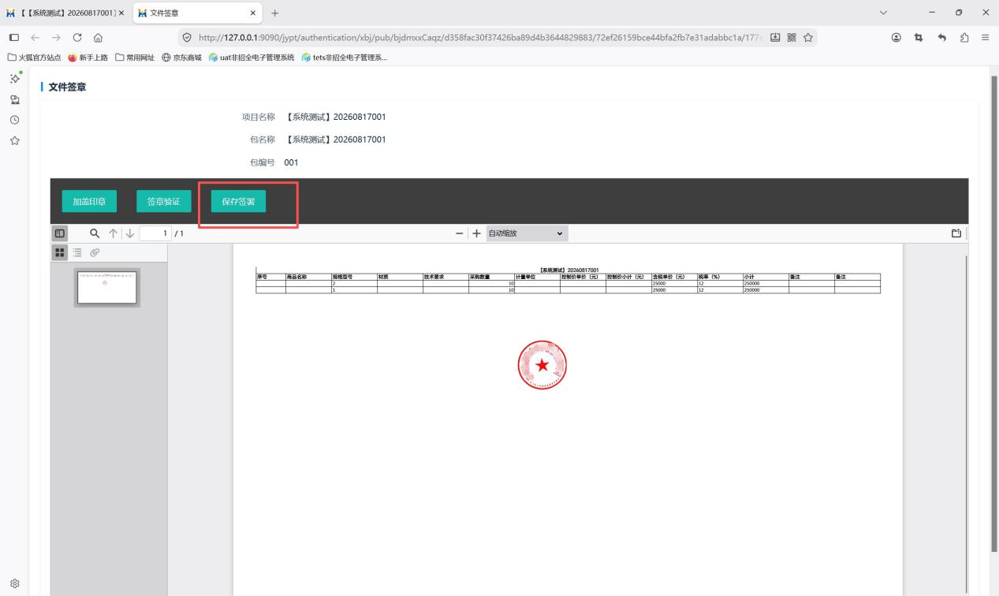 【【系统测试】20260817001】
文件签章
http://127.0.0.1:9090/jypt/authentication/xbj/pub/bjdmxxCaqz/d358fac30f37426ba89d4b3644829883/72ef26159bce44bfa2fb7e31adabbc1a/177
火狐官方站点 新手上路 常用网址 京东商城 uat非招全电子管理系统 tets非招全电子管理系...
文件签章
项目名称 【系统测试】20260817001
包名称 【系统测试】20260817001
包编号 001
加盖印章 签章验证 保存签署
1 / 1 自动缩放
【系统测试】20260817001
序号 商品名称 规格型号 材质 技术要求 采购数量 计量单位 控制价单价（元） 控制价小计（元） 含税单价（元） 税率（%） 小计 备注 备注
2 10 25000 12 250000
1 10 25000 12 250000